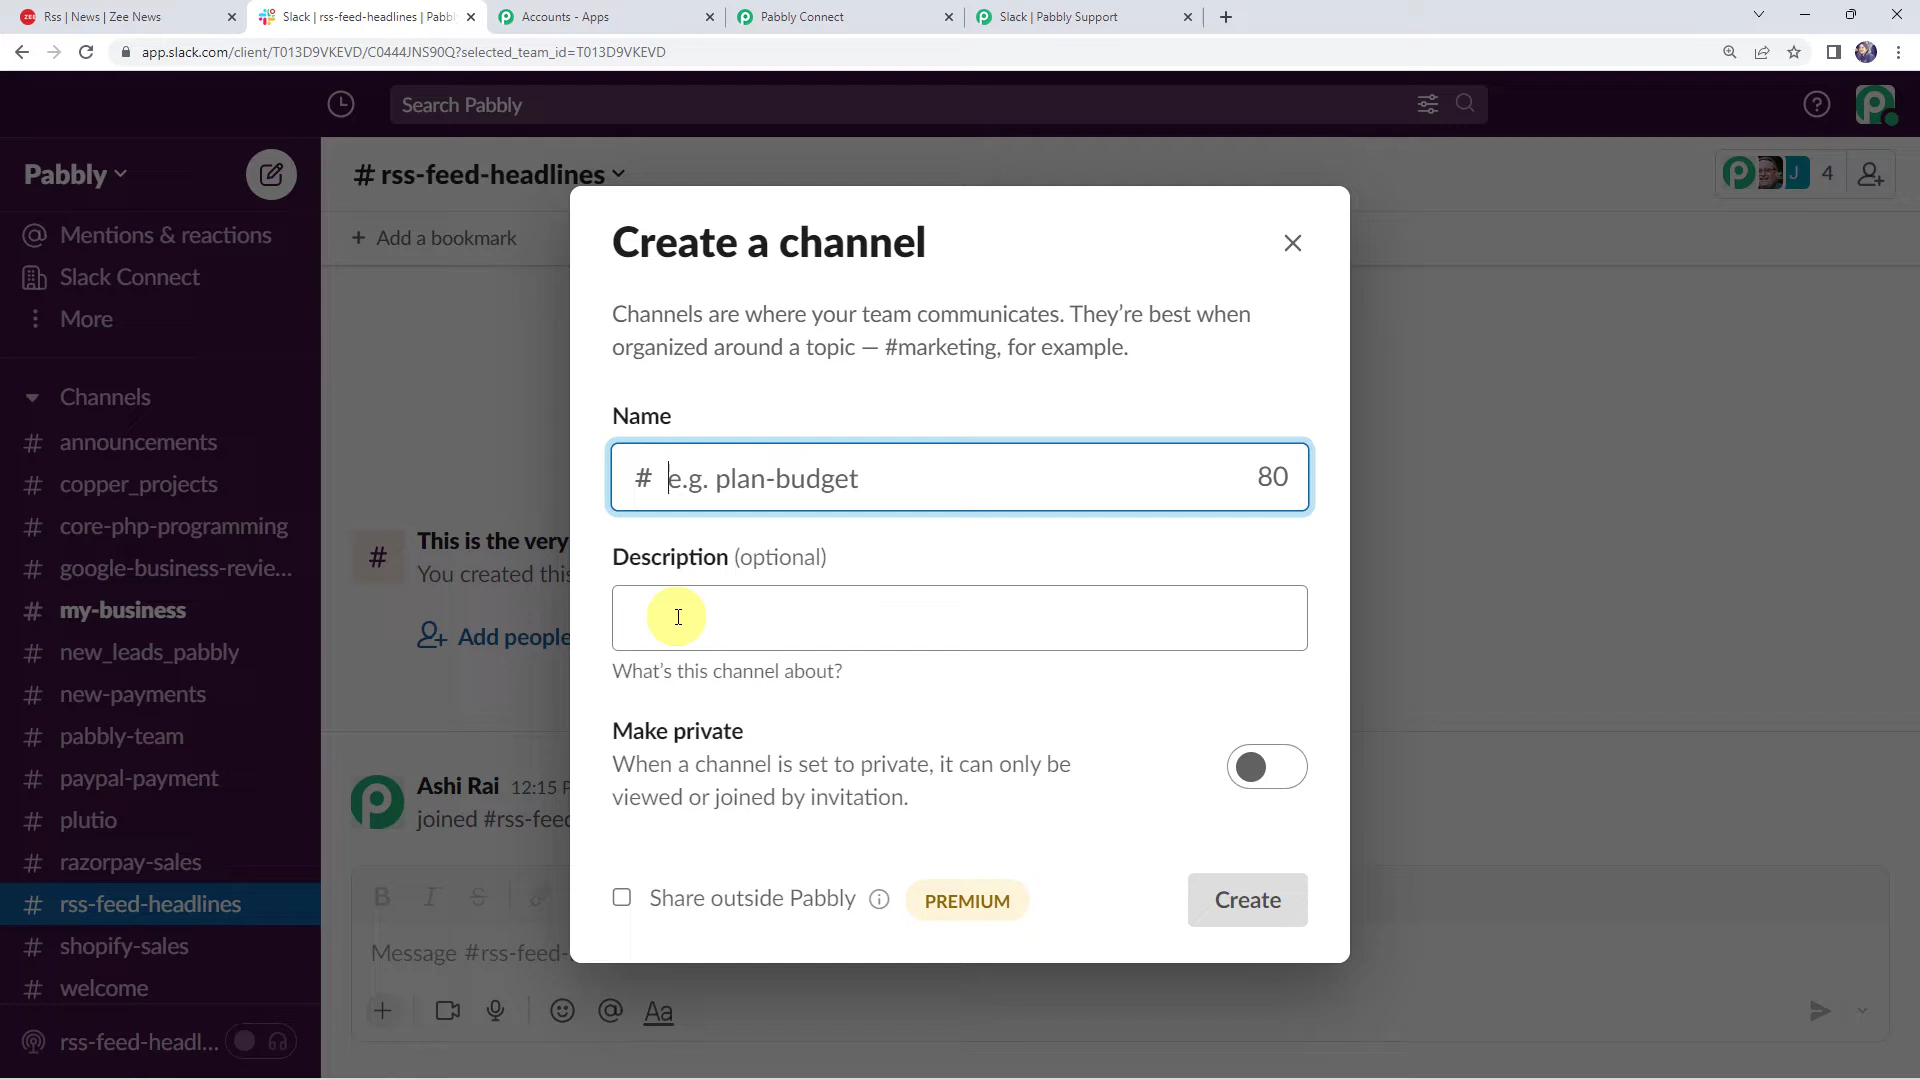 Rss | News | Zee News
Slack | rss-feed-headlines | Pabbly
Accounts - Apps
Pabbly Connect
Slack | Pabbly Support
app.slack.com/client/T013D9VKEVD/C0444JNS90Q?selected_team_id=T013D9VKEVD
Search Pabbly
Pabbly
# rss-feed-headlines
4
Mentions & reactions
Slack Connect
More
+ Add a bookmark
Channels
# announcements
# copper_projects
# core-php-programming
# google-business-revie...
# my-business
# new_leads_pabbly
# new-payments
# pabbly-team
# paypal-payment
# plutio
# razorpay-sales
# rss-feed-headlines
# shopify-sales
# welcome
rss-feed-headl...
# This is the very
You created this
Add people
Ashi Rai 12:15 P
joined #rss-feed
Message #rss-feed-
B I S
Aa
Create a channel
Channels are where your team communicates. They’re best when
organized around a topic — #marketing, for example.
Name
# e.g. plan-budget 80
Description (optional)
What’s this channel about?
Make private
When a channel is set to private, it can only be
viewed or joined by invitation.
Share outside Pabbly PREMIUM
Create